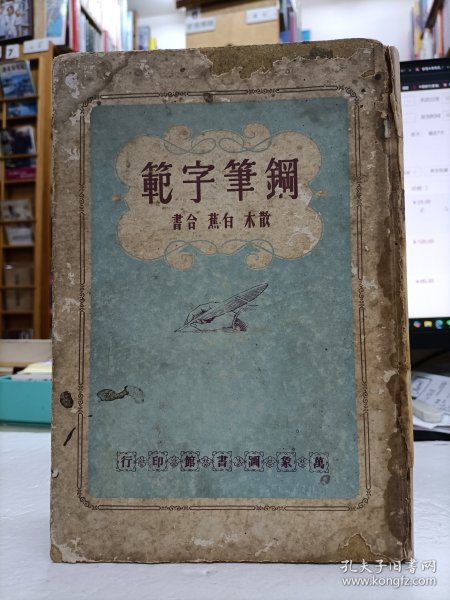 鋼筆字範
散木 白蕉 合書
萬象圖書館印行
孔夫子旧书网
www.kongfz.com